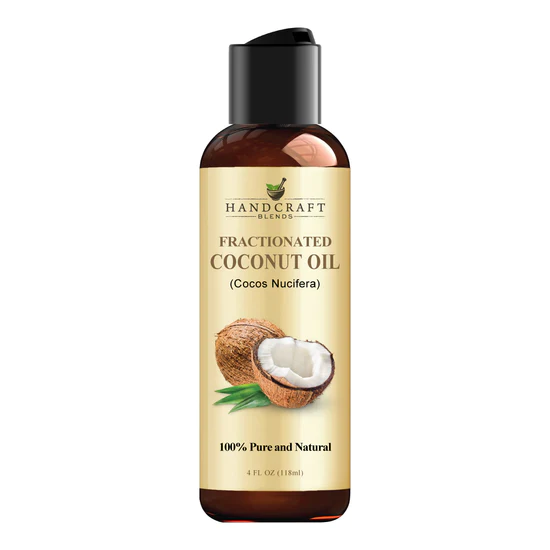 HANDCRAFT
BLENDS
FRACTIONATED
COCONUT OIL
(Cocos Nucifera)
100% Pure and Natural
4 FL OZ (118ml)